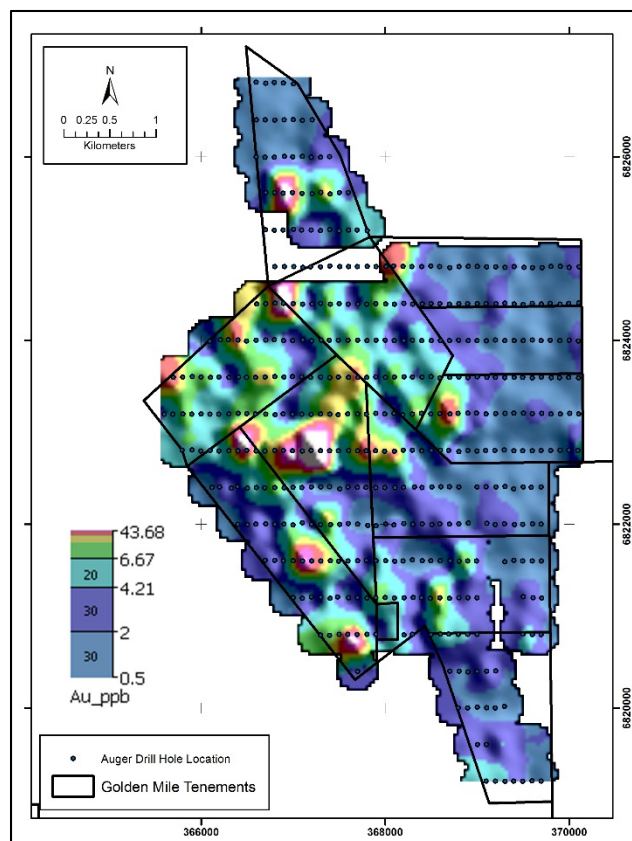 N
0 0.25 0.5 1
Kilometers
6826000
6824000
6822000
6820000
43.68
6.67
20
4.21
30
2
30
0.5
Au_ppb
Auger Drill Hole Location
Golden Mile Tenements
366000 368000 370000